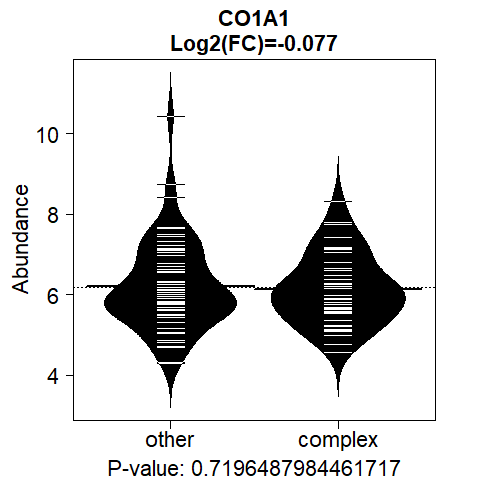 CO1A1
Log2(FC)=-0.077
Abundance
10
8
6
4
other
complex
P-value: 0.7196487984461717